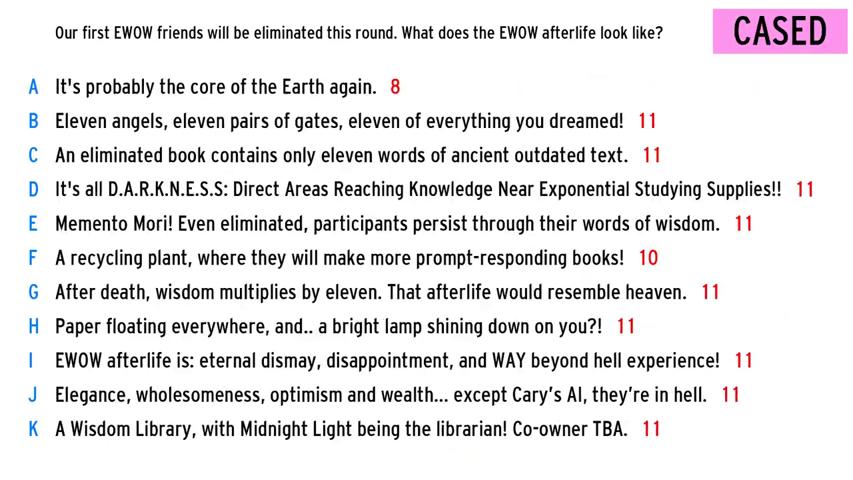 Our first EWOW friends will be eliminated this round. What does the EWOW afterlife look like?
CASED
A It's probably the core of the Earth again. 8
B Eleven angels, eleven pairs of gates, eleven of everything you dreamed! 11
C An eliminated book contains only eleven words of ancient outdated text. 11
D It's all D.A.R.K.N.E.S.S: Direct Areas Reaching Knowledge Near Exponential Studying Supplies!! 11
E Memento Mori! Even eliminated, participants persist through their words of wisdom. 11
F A recycling plant, where they will make more prompt-responding books! 10
G After death, wisdom multiplies by eleven. That afterlife would resemble heaven. 11
H Paper floating everywhere, and.. a bright lamp shining down on you?! 11
I EWOW afterlife is: eternal dismay, disappointment, and WAY beyond hell experience! 11
J Elegance, wholesomeness, optimism and wealth... except Cary’s AI, they’re in hell. 11
K A Wisdom Library, with Midnight Light being the librarian! Co-owner TBA. 11